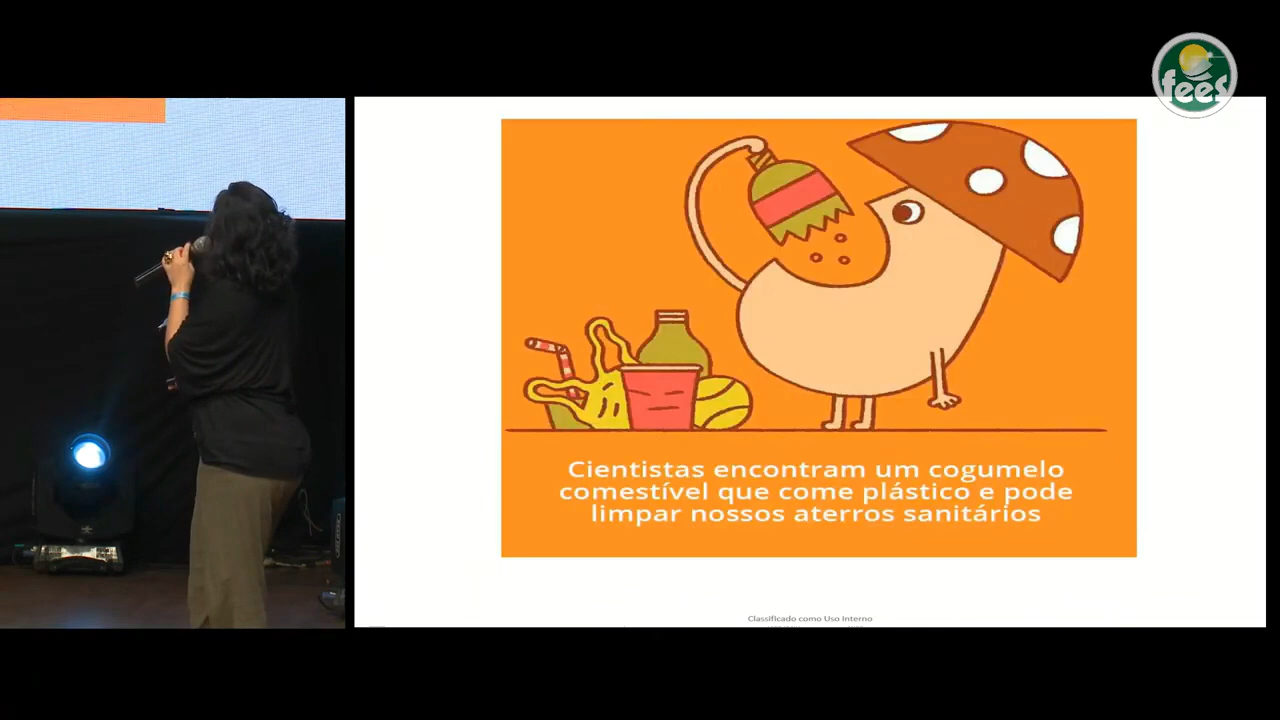 fees
Cientistas encontram um cogumelo
comestível que come plástico e pode
limpar nossos aterros sanitários
Classificado como Uso Interno